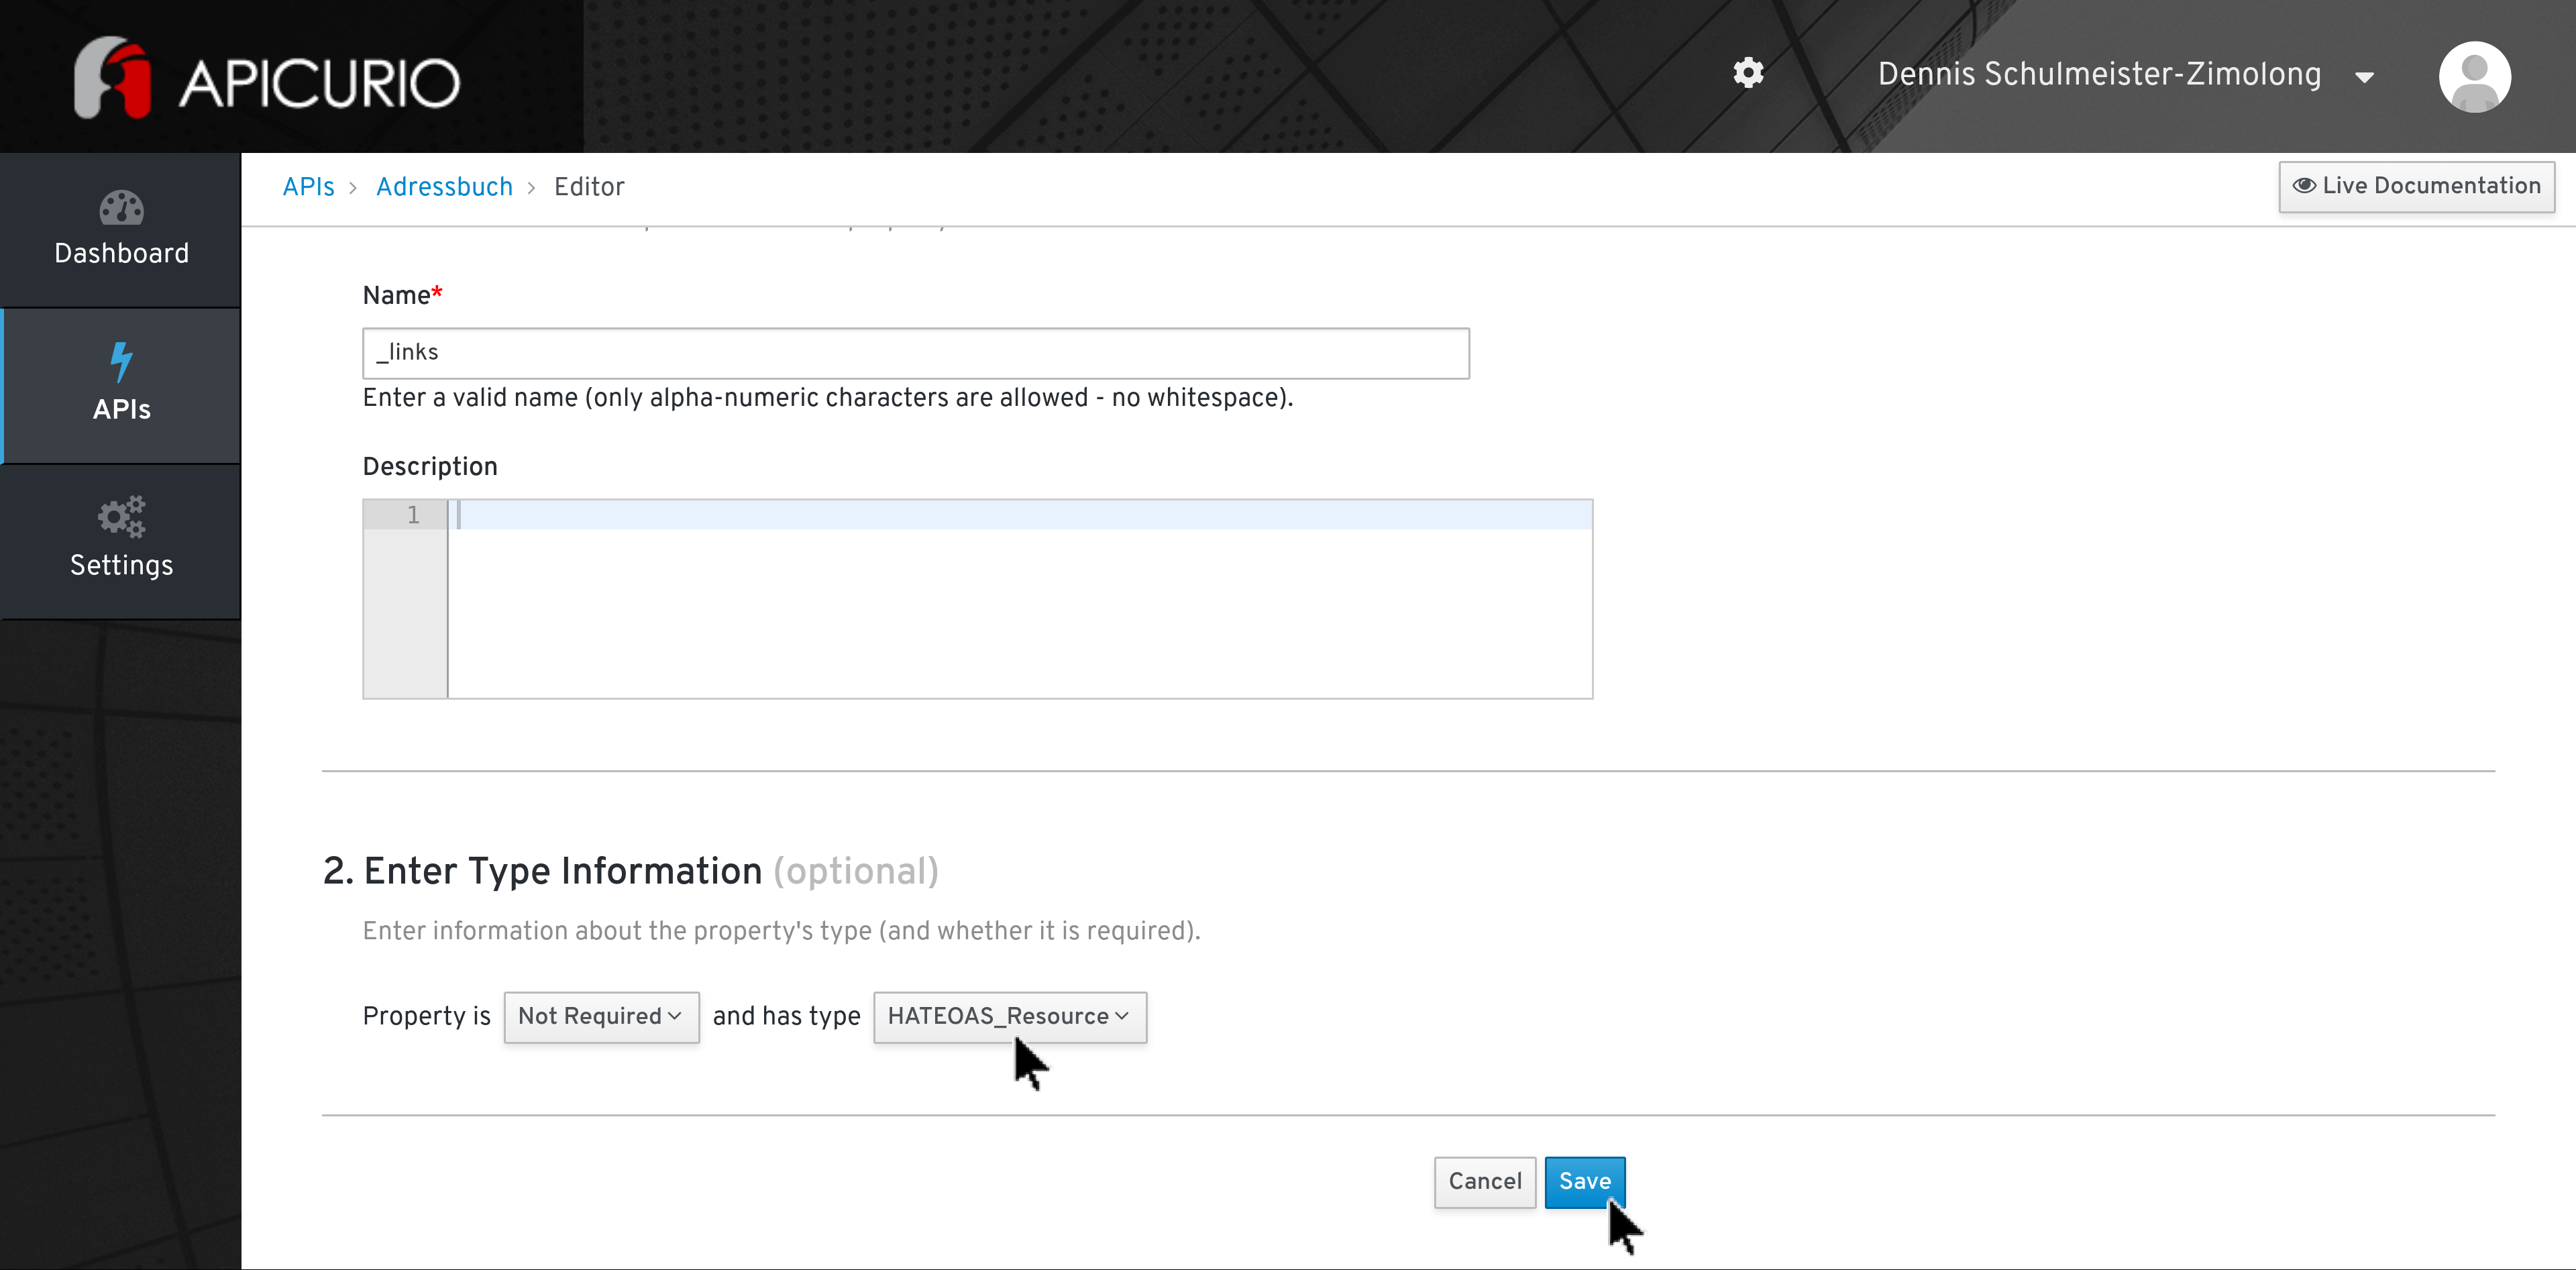 APICURIO
Dennis Schulmeister-Zimolong
Dashboard
APIs
Settings
APIs > Adressbuch > Editor
Live Documentation
Name*
_links
Enter a valid name (only alpha-numeric characters are allowed - no whitespace).
Description
1
2. Enter Type Information (optional)
Enter information about the property's type (and whether it is required).
Property is Not Required and has type HATEOAS_Resource
Cancel Save